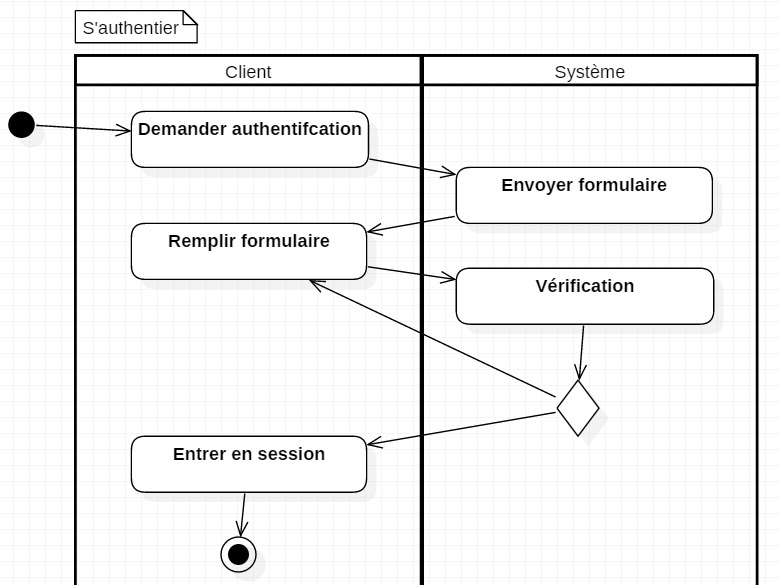 S'authentier
Client
Système
Demander authentifcation
Envoyer formulaire
Remplir formulaire
Vérification
Entrer en session